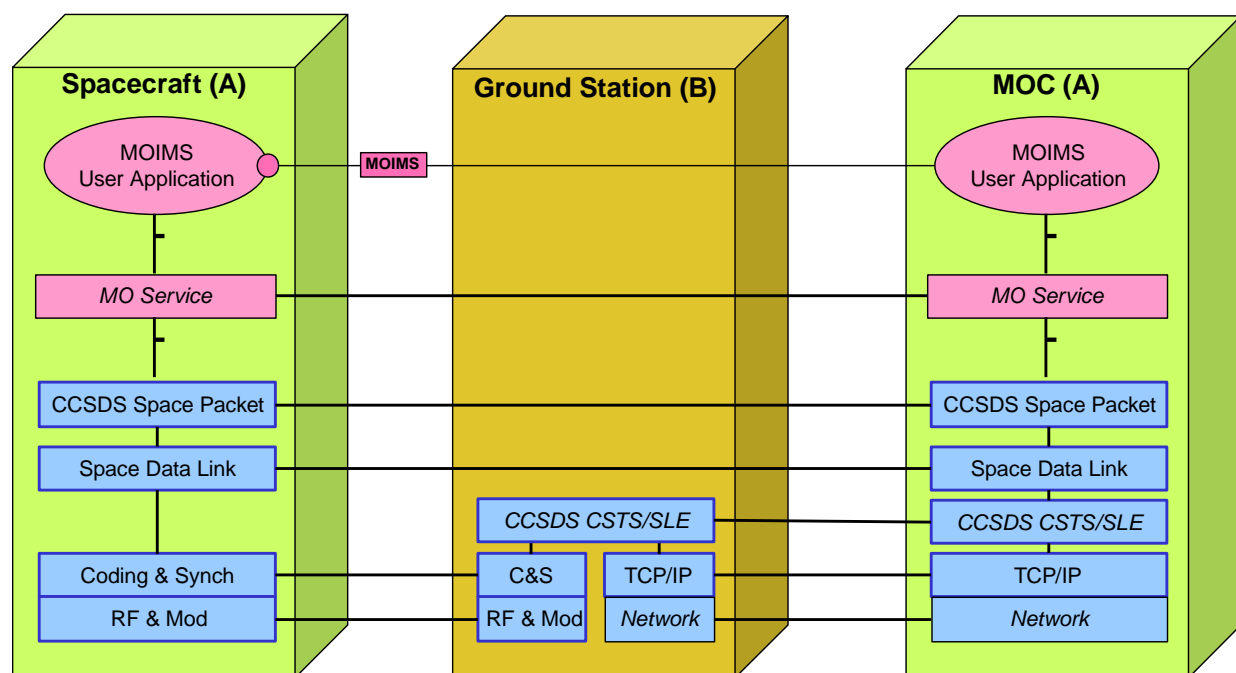 Spacecraft (A)
Ground Station (B)
MOC (A)
MOIMS
User Application
MOIMS
MOIMS
User Application
MO Service
MO Service
CCSDS Space Packet
CCSDS Space Packet
Space Data Link
Space Data Link
CCSDS CSTS/SLE
CCSDS CSTS/SLE
Coding & Synch
C&S
TCP/IP
TCP/IP
RF & Mod
RF & Mod
Network
Network